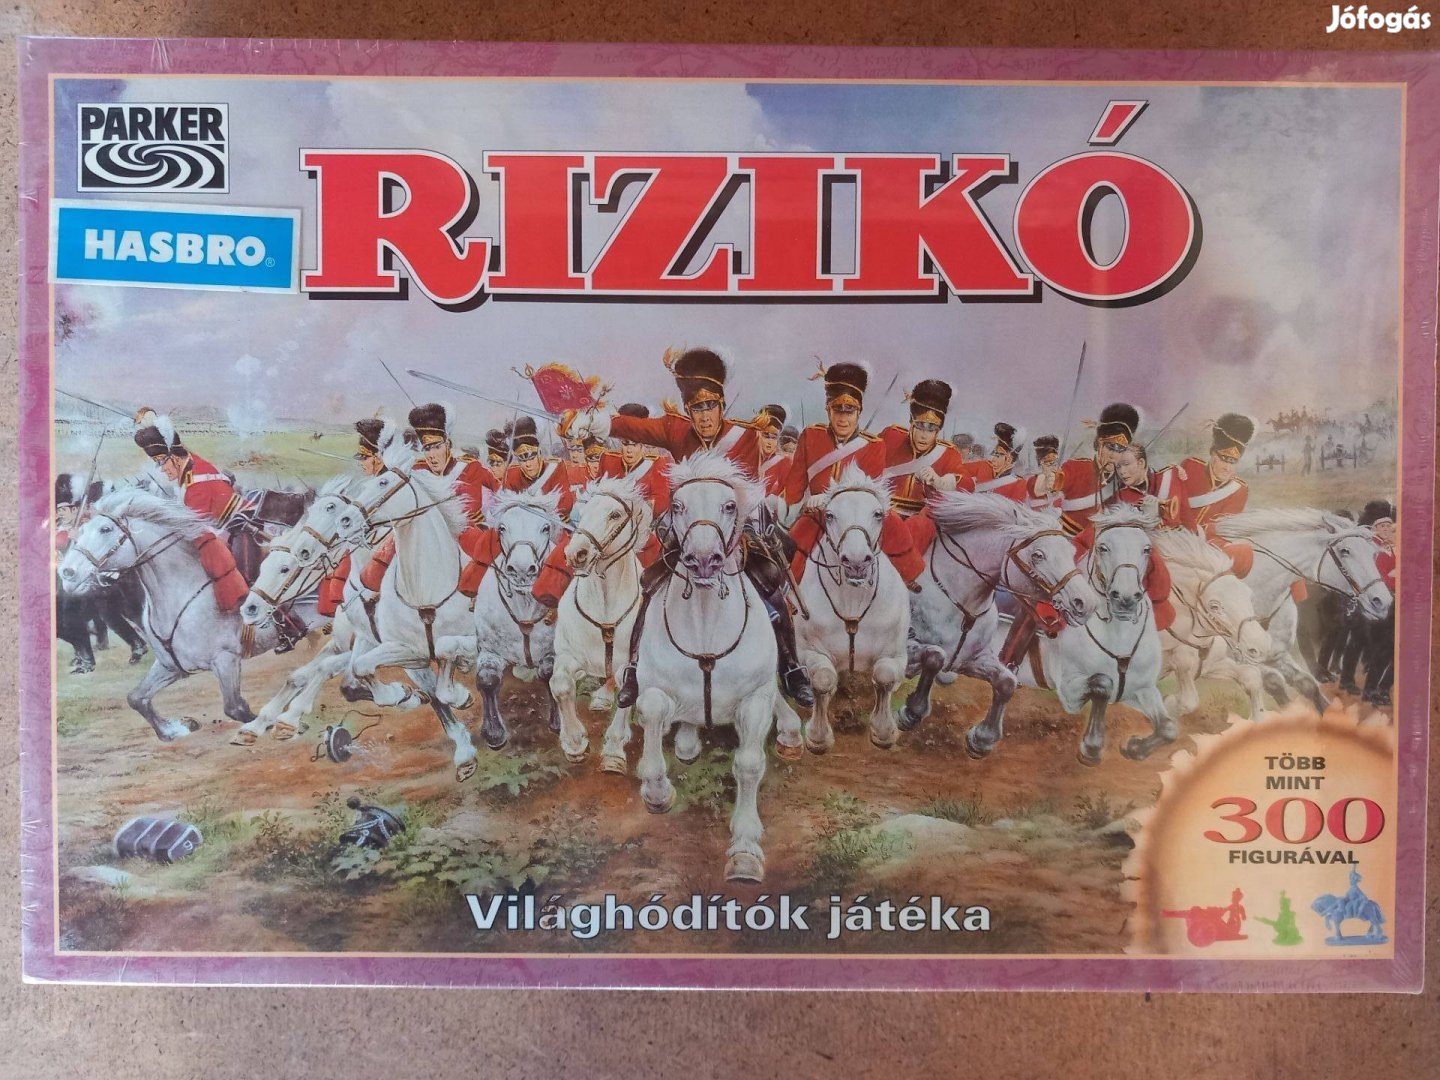 Jófogás
PARKER
HASBRO®
RIZIKÓ
TÖBB
MINT
300
FIGURÁVAL
Világhódítók játéka